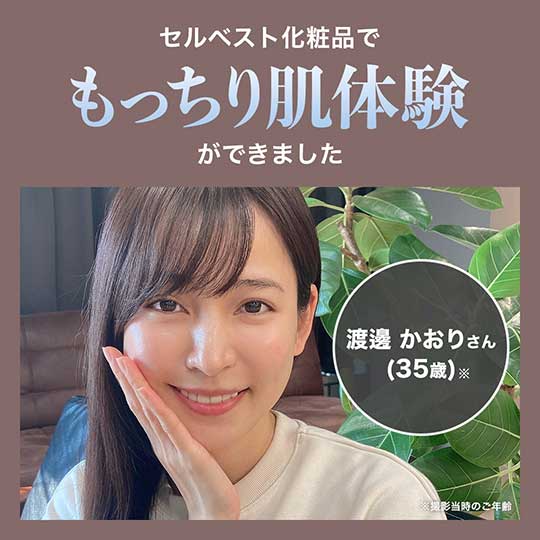 セルベスト化粧品で
もっちり肌体験
ができました
渡邊 かおりさん
(35歳)※
※撮影当時のご年齢